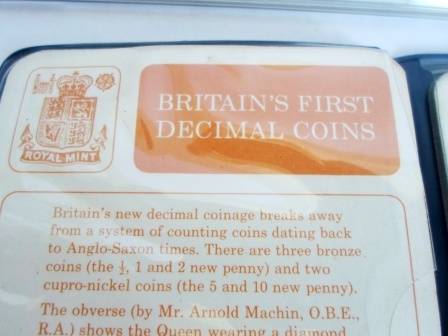 BRITAIN'S FIRST
DECIMAL COINS
ROYAL MINT
Britain's new decimal coinage breaks away
from a system of counting coins dating back
to Anglo-Saxon times. There are three bronze
coins (the ½, 1 and 2 new penny) and two
cupro-nickel coins (the 5 and 10 new penny).
The obverse (by Mr. Arnold Machin, O.B.E.,
R.A.) shows the Queen wearing a diamond